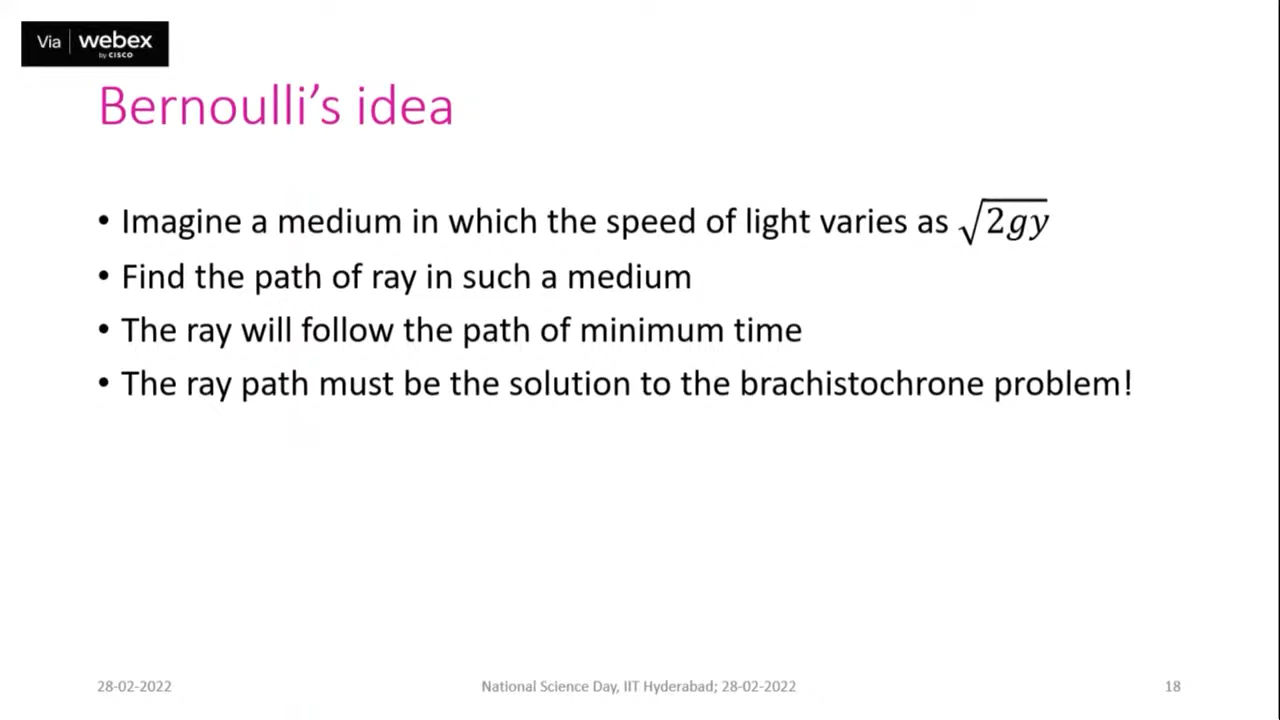 Via webex
by CISCO
Bernoulli’s idea
• Imagine a medium in which the speed of light varies as √2gy
• Find the path of ray in such a medium
• The ray will follow the path of minimum time
• The ray path must be the solution to the brachistochrone problem!
28-02-2022 National Science Day, IIT Hyderabad; 28-02-2022 18